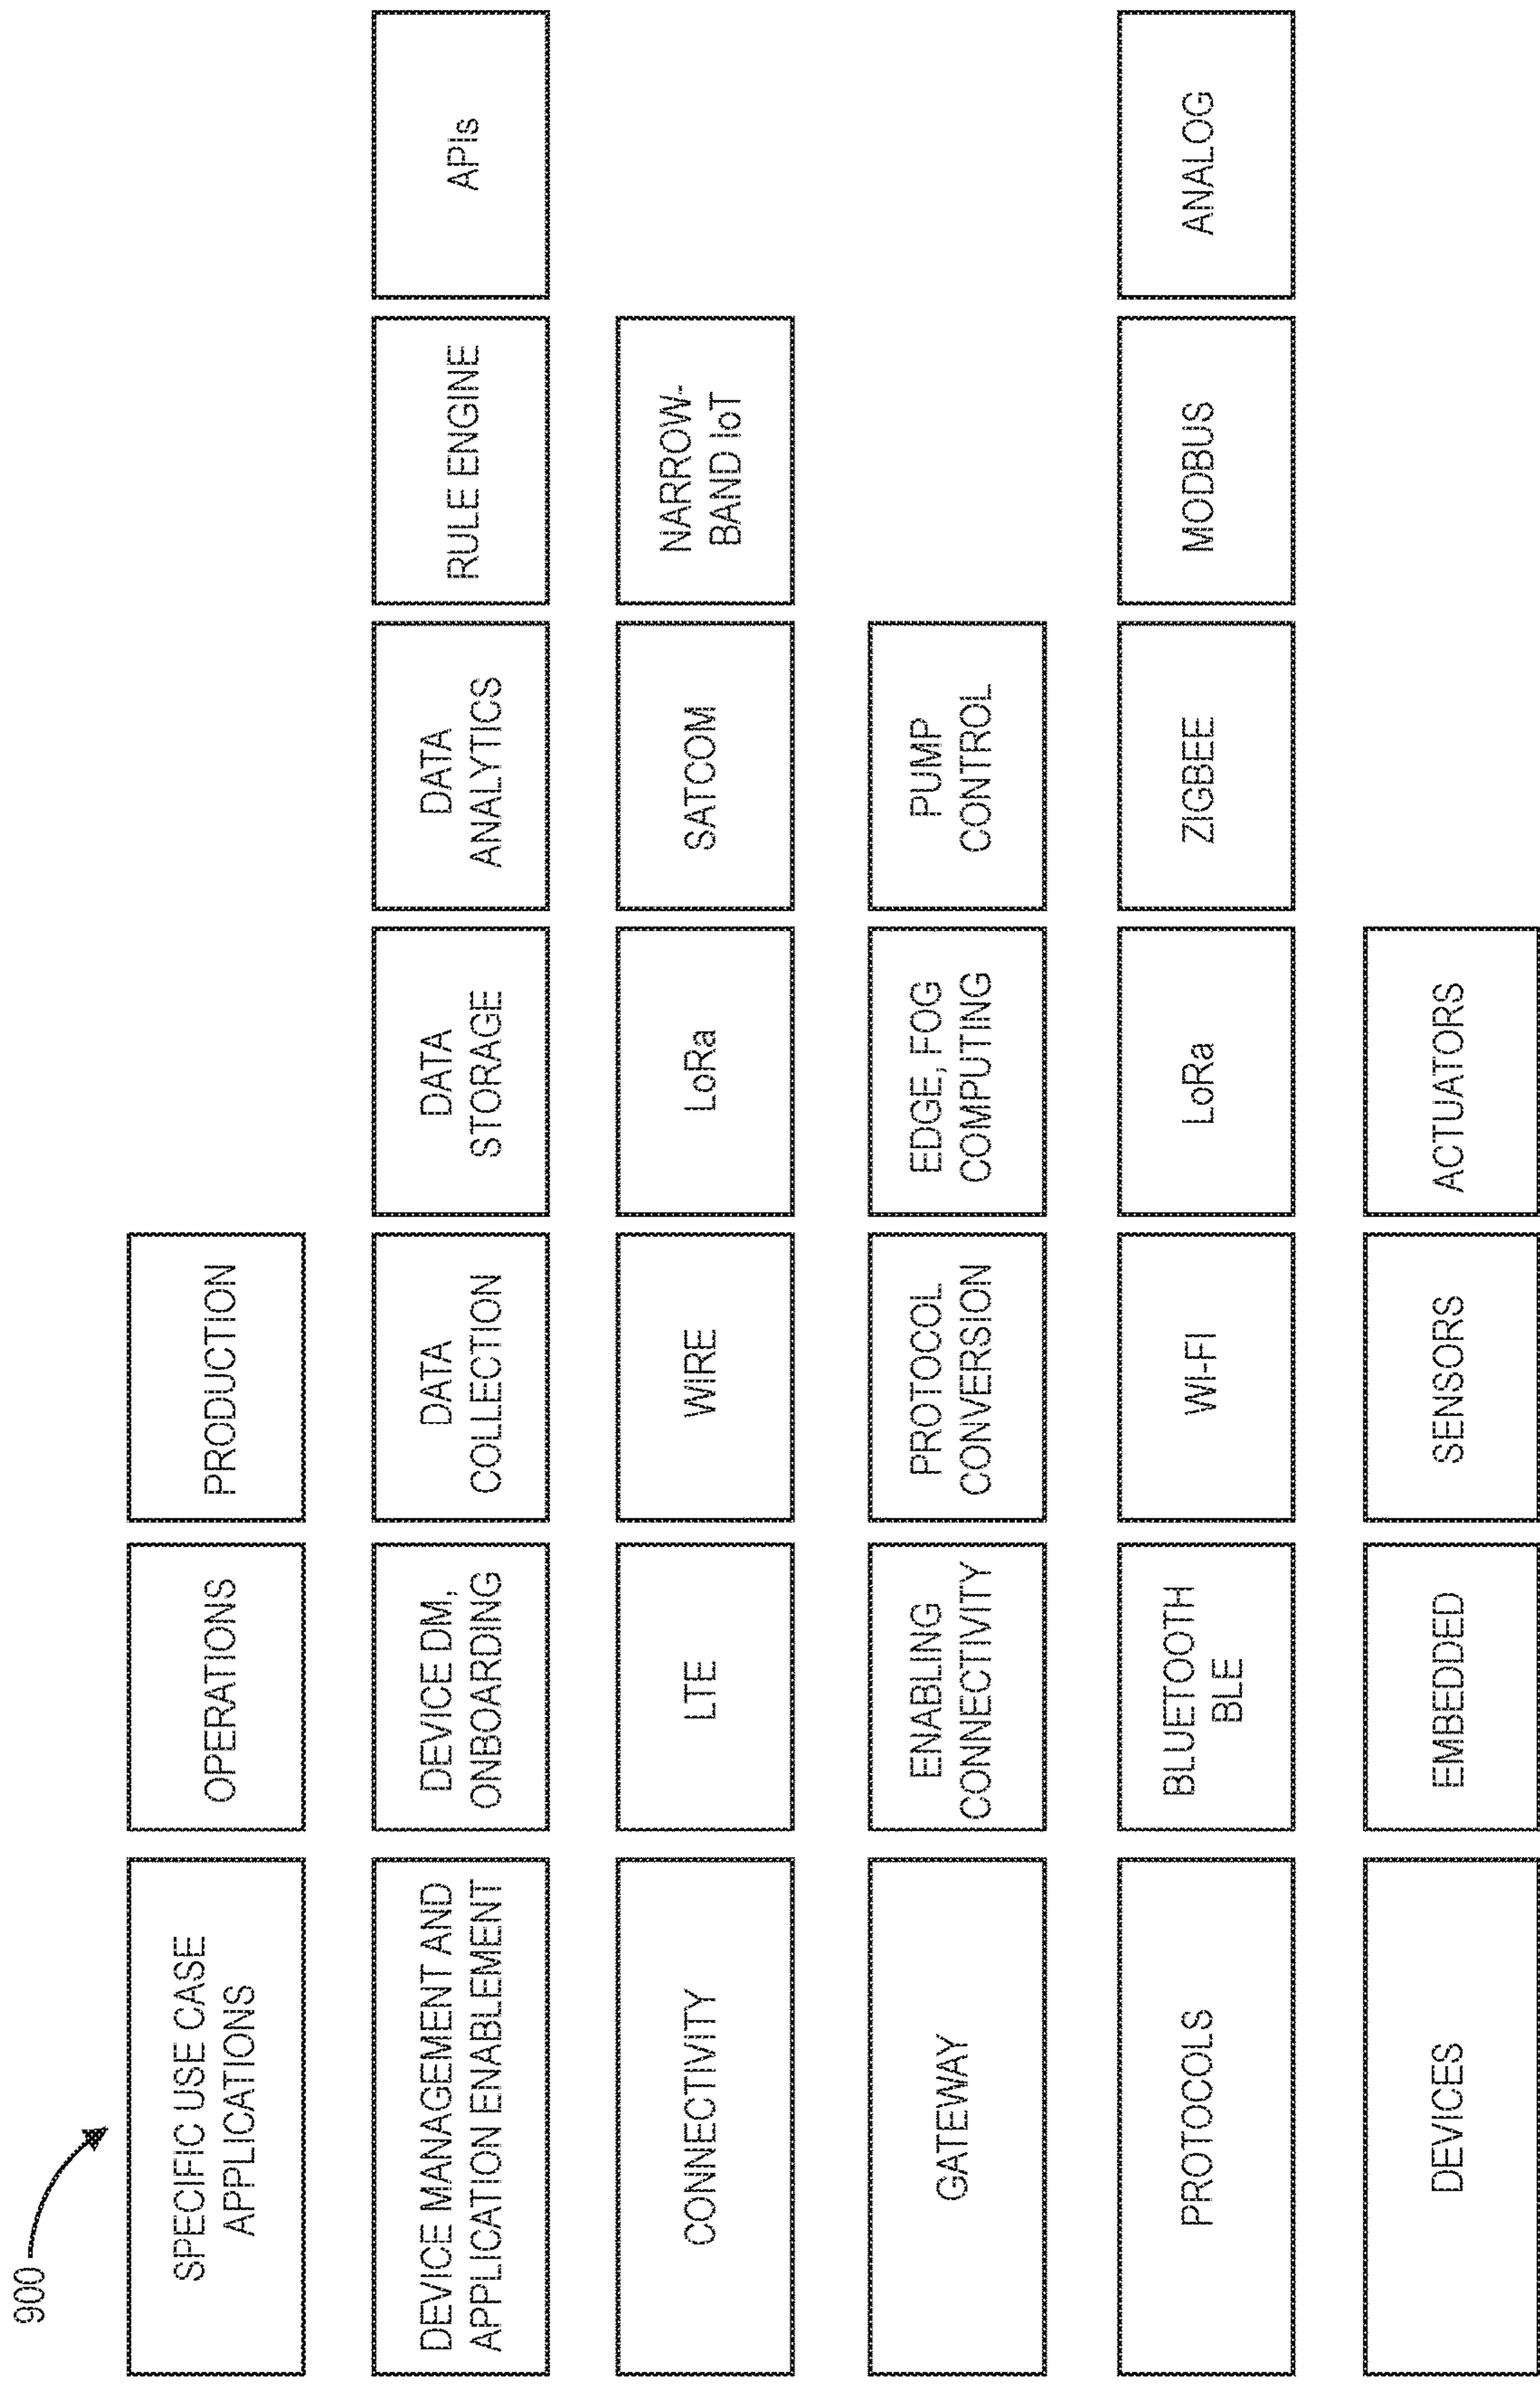 900
SPECIFIC USE CASE
APPLICATIONS
OPERATIONS
PRODUCTION
DEVICE MANAGEMENT AND
APPLICATION ENABLEMENT
DEVICE DM,
ONBOARDING
DATA
COLLECTION
DATA
STORAGE
DATA
ANALYTICS
RULE ENGINE
APIs
CONNECTIVITY
LTE
WIRE
LoRa
SATCOM
NARROW-
BAND IoT
GATEWAY
ENABLING
CONNECTIVITY
PROTOCOL
CONVERSION
EDGE, FOG
COMPUTING
PUMP
CONTROL
PROTOCOLS
BLUETOOTH
BLE
WI-FI
LoRa
ZIGBEE
MODBUS
ANALOG
DEVICES
EMBEDDED
SENSORS
ACTUATORS